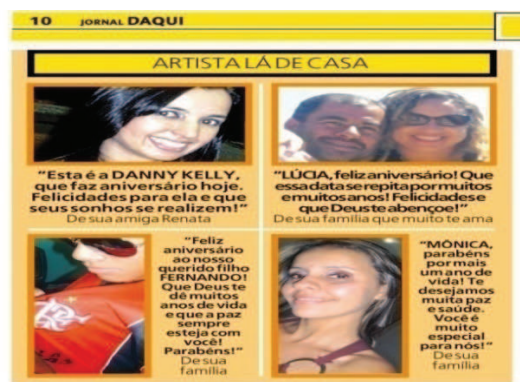 10 JORNAL DAQUI
ARTISTA LÁ DE CASA
"Esta é a DANNY KELLY,
que faz aniversário hoje.
Felicidades para ela e que
seus sonhos se realizem!"
De sua amiga Renata
"LÚCIA, feliz aniversário! Que
essa data se repita por muitos
e muitos anos! Felicidades e
que Deus te abençoe!"
De sua família que muito te ama
"Feliz
aniversário
ao nosso
querido filho
FERNANDO!
Que Deus te
dê muitos
anos de vida
e que a paz
sempre
esteja com
você!
Parabéns!"
De sua
família
"MÔNICA,
parabéns
por mais
um ano de
vida! Te
desejamos
muita paz
e saúde.
Você é
muito
especial
para nós!"
De sua
família